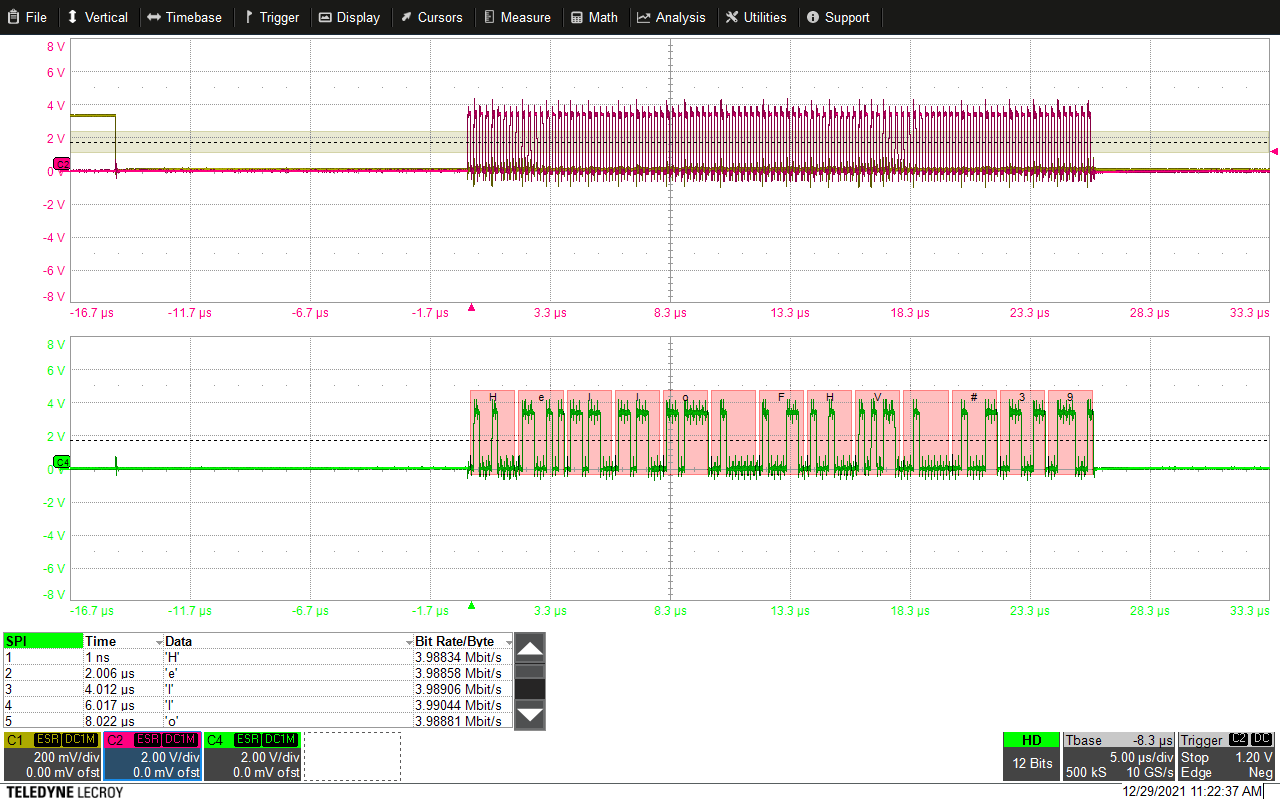 File Vertical Timebase Trigger Display Cursors Measure Math Analysis Utilities Support
8 V
6 V
4 V
2 V
C2
0 V
-2 V
-4 V
-6 V
-8 V
-16.7 µs -11.7 µs -6.7 µs -1.7 µs 3.3 µs 8.3 µs 13.3 µs 18.3 µs 23.3 µs 28.3 µs 33.3 µs
8 V
6 V
4 V
H e l l o F H V # 3 9
2 V
C4
0 V
-2 V
-4 V
-6 V
-8 V
-16.7 µs -11.7 µs -6.7 µs -1.7 µs 3.3 µs 8.3 µs 13.3 µs 18.3 µs 23.3 µs 28.3 µs 33.3 µs
SPI Time Data Bit Rate/Byte
1 1 ns 'H' 3.98834 Mbit/s
2 2.006 µs 'e' 3.98858 Mbit/s
3 4.012 µs 'l' 3.98906 Mbit/s
4 6.017 µs 'l' 3.99044 Mbit/s
5 8.022 µs 'o' 3.98881 Mbit/s
C1 ESR DC1M
200 mV/div
0.00 mV ofst
C2 ESR DC1M
2.00 V/div
0.0 mV ofst
C4 ESR DC1M
2.00 V/div
0.0 mV ofst
HD
12 Bits
Tbase -8.3 µs
5.00 µs/div
500 kS 10 GS/s
Trigger C2 DC
Stop 1.20 V
Edge Neg
TELEDYNE LECROY
12/29/2021 11:22:37 AM